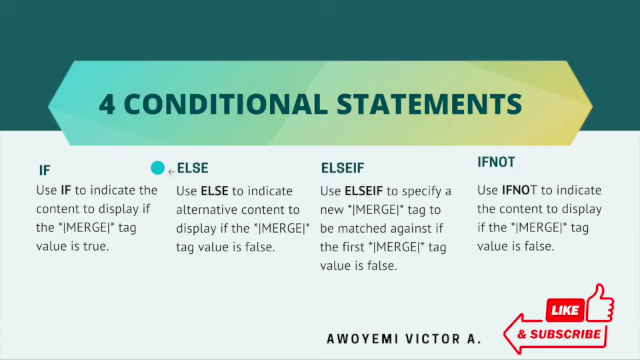 4 CONDITIONAL STATEMENTS
IF
Use IF to indicate the
content to display if
the *|MERGE|* tag
value is true.
ELSE
Use ELSE to indicate
alternative content to
display if the *|MERGE|*
tag value is false.
ELSEIF
Use ELSEIF to specify a
new *|MERGE|* tag to
be matched against if
the first *|MERGE|* tag
value is false.
IFNOT
Use IFNOT to indicate
the content to display
if the *|MERGE|* tag
value is false.
AWOYEMI VICTOR A.
LIKE
& SUBSCRIBE